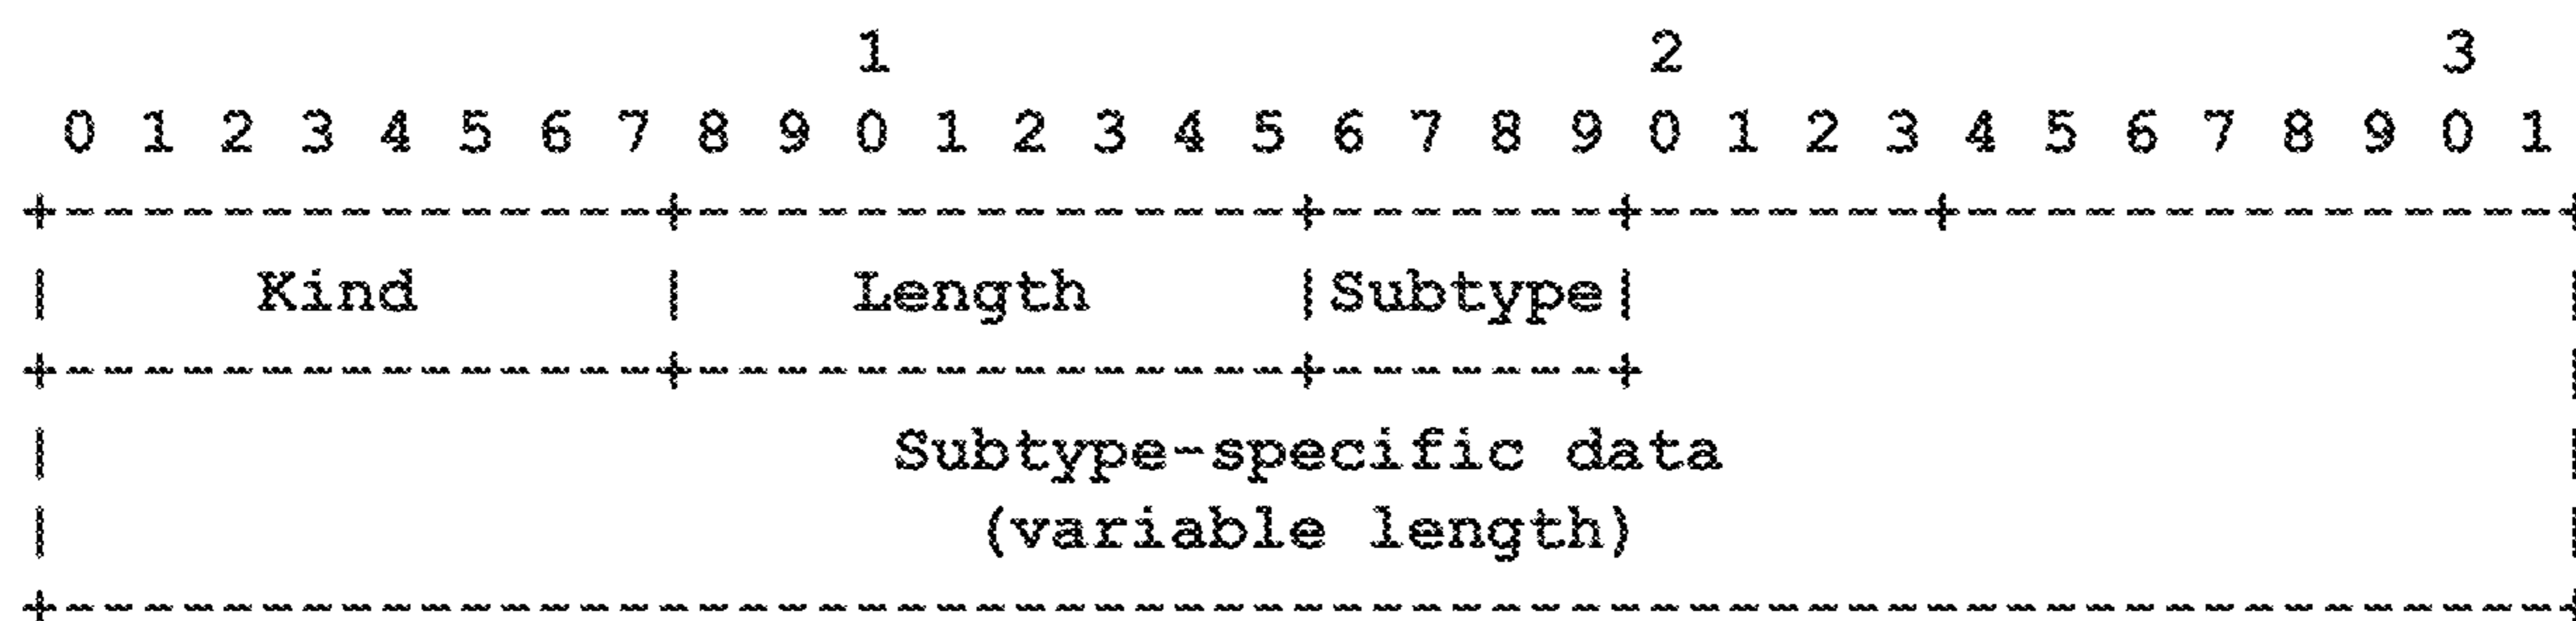 1                   2                   3
 0 1 2 3 4 5 6 7 8 9 0 1 2 3 4 5 6 7 8 9 0 1 2 3 4 5 6 7 8 9 0 1
+---------------+---------------+-------+-------+---------------+
|     Kind      |    Length     |Subtype|                       |
+---------------+---------------+-------+                       |
|                     Subtype-specific data                     |
|                       (variable length)                       |
+---------------------------------------------------------------+